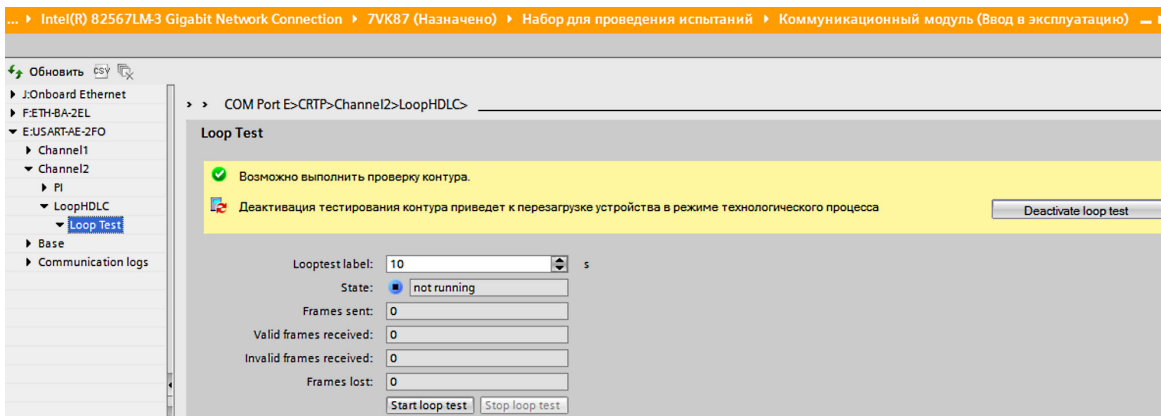 ... Intel(R) 82567LM-3 Gigabit Network Connection 7VK87 (Назначено) Набор для проведения испытаний Коммуникационный модуль (Ввод в эксплуатацию)
Обновить CSV
J:Onboard Ethernet
F:ETH-BA-2EL
E:USART-AE-2FO
Channel1
Channel2
PI
LoopHDLC
Loop Test
Base
Communication logs
> > COM Port E>CRTP>Channel2>LoopHDLC>
Loop Test
Возможно выполнить проверку контура.
Деактивация тестирования контура приведет к перезагрузке устройства в режиме технологического процесса Deactivate loop test
Looptest label: 10 s
State: not running
Frames sent: 0
Valid frames received: 0
Invalid frames received: 0
Frames lost: 0
Start loop test Stop loop test